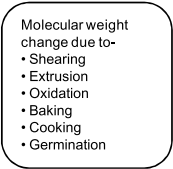 Molecular weight
change due to-
• Shearing
• Extrusion
• Oxidation
• Baking
• Cooking
• Germination